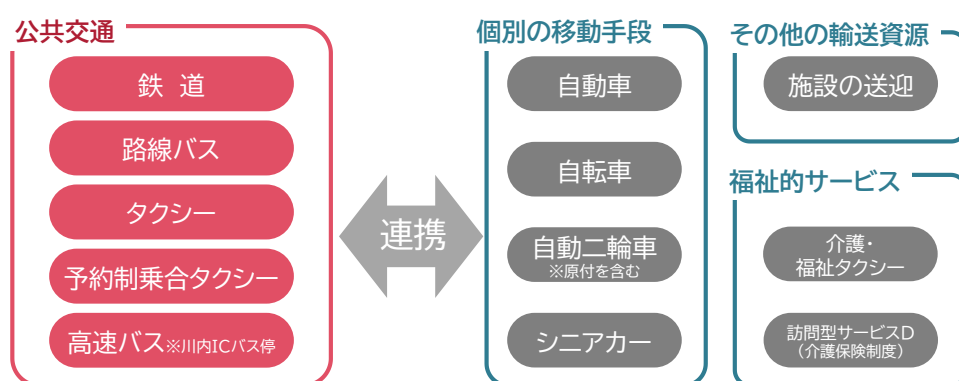 公共交通
鉄 道
路線バス
タクシー
予約制乗合タクシー
高速バス※川内ICバス停
連携
個別の移動手段
自動車
自転車
自動二輪車
※原付を含む
シニアカー
その他の輸送資源
施設の送迎
福祉的サービス
介護・
福祉タクシー
訪問型サービスD
（介護保険制度）